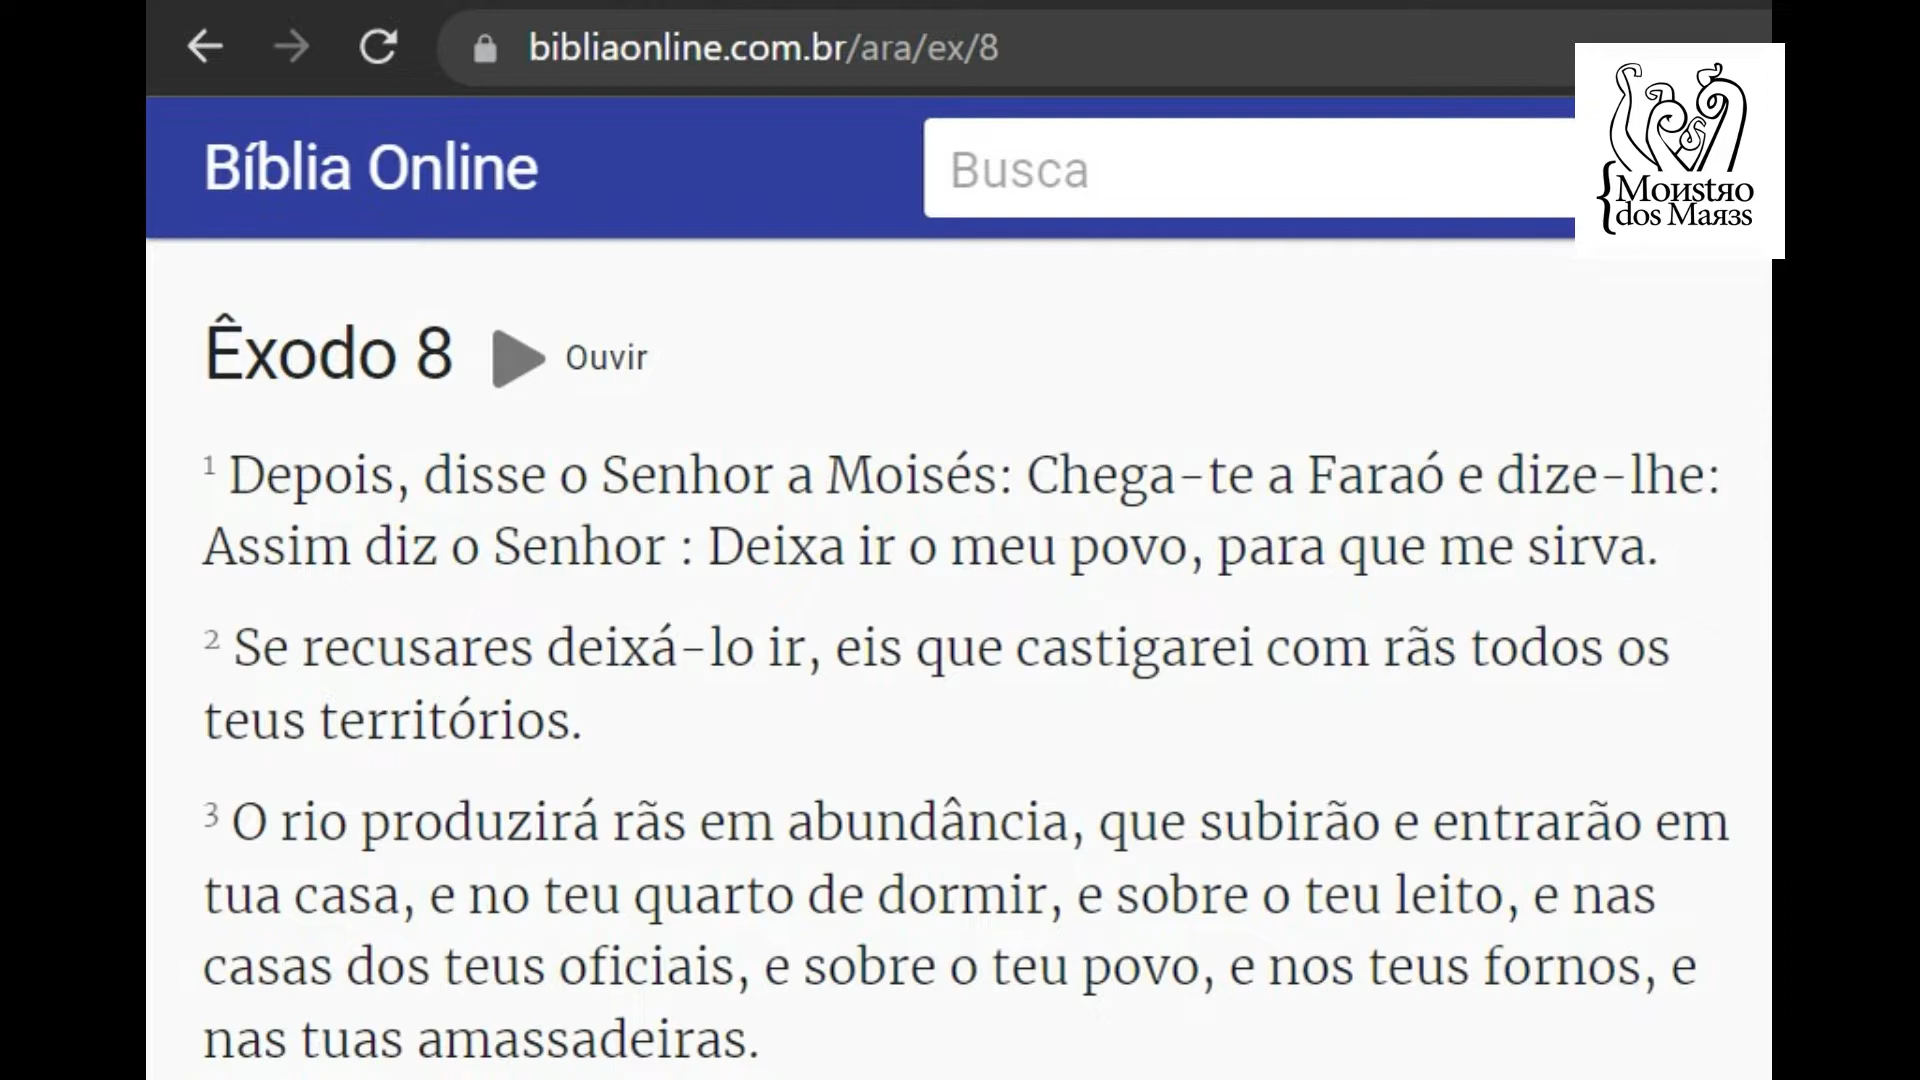 bibliaonline.com.br/ara/ex/8
Bíblia Online
Busca
{MoиstЯo
dos MaЯƐs
Êxodo 8
Ouvir
1 Depois, disse o Senhor a Moisés: Chega-te a Faraó e dize-lhe:
Assim diz o Senhor : Deixa ir o meu povo, para que me sirva.
2 Se recusares deixá-lo ir, eis que castigarei com rãs todos os
teus territórios.
3 O rio produzirá rãs em abundância, que subirão e entrarão em
tua casa, e no teu quarto de dormir, e sobre o teu leito, e nas
casas dos teus oficiais, e sobre o teu povo, e nos teus fornos, e
nas tuas amassadeiras.